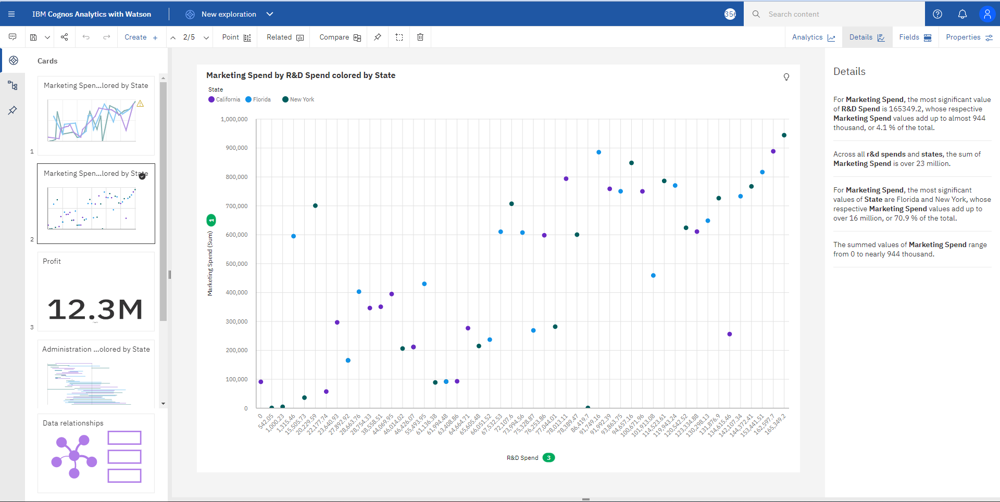 IBM Cognos Analytics with Watson
New exploration
356
Search content
Create +
2/5
Point
Related
Compare
Analytics
Details
Fields
Properties
Cards
Marketing Spen...lored by State
1
Marketing Spen...lored by State
2
Profit
12.3M
3
Administration ...olored by State
Data relationships
Marketing Spend by R&D Spend colored by State
State
California
Florida
New York
1,000,000
900,000
800,000
700,000
600,000
500,000
400,000
300,000
200,000
100,000
0
Marketing Spend (Sum)
1
0
542.05
1,000.23
1,315.46
15,505.73
20,229.59
22,177.74
23,640.93
27,892.92
28,663.76
28,754.33
38,558.51
44,069.95
46,014.02
46,426.07
55,493.95
61,136.38
61,994.48
63,408.86
64,664.71
65,605.48
66,051.52
67,532.53
72,107.6
73,994.56
75,328.87
76,253.86
77,044.01
78,013.11
78,389.47
86,419.7
91,749.16
91,992.39
93,863.75
94,657.16
100,671.96
101,913.08
114,523.61
119,943.24
120,542.52
123,334.88
130,298.13
131,876.9
134,615.46
142,107.34
144,372.41
153,441.51
162,597.7
165,349.2
R&D Spend
3
Details
For Marketing Spend, the most significant value
of R&D Spend is 165349.2, whose respective
Marketing Spend values add up to almost 944
thousand, or 4.1 % of the total.
Across all r&d spends and states, the sum of
Marketing Spend is over 23 million.
For Marketing Spend, the most significant
values of State are Florida and New York, whose
respective Marketing Spend values add up to
over 16 million, or 70.9 % of the total.
The summed values of Marketing Spend range
from 0 to nearly 944 thousand.